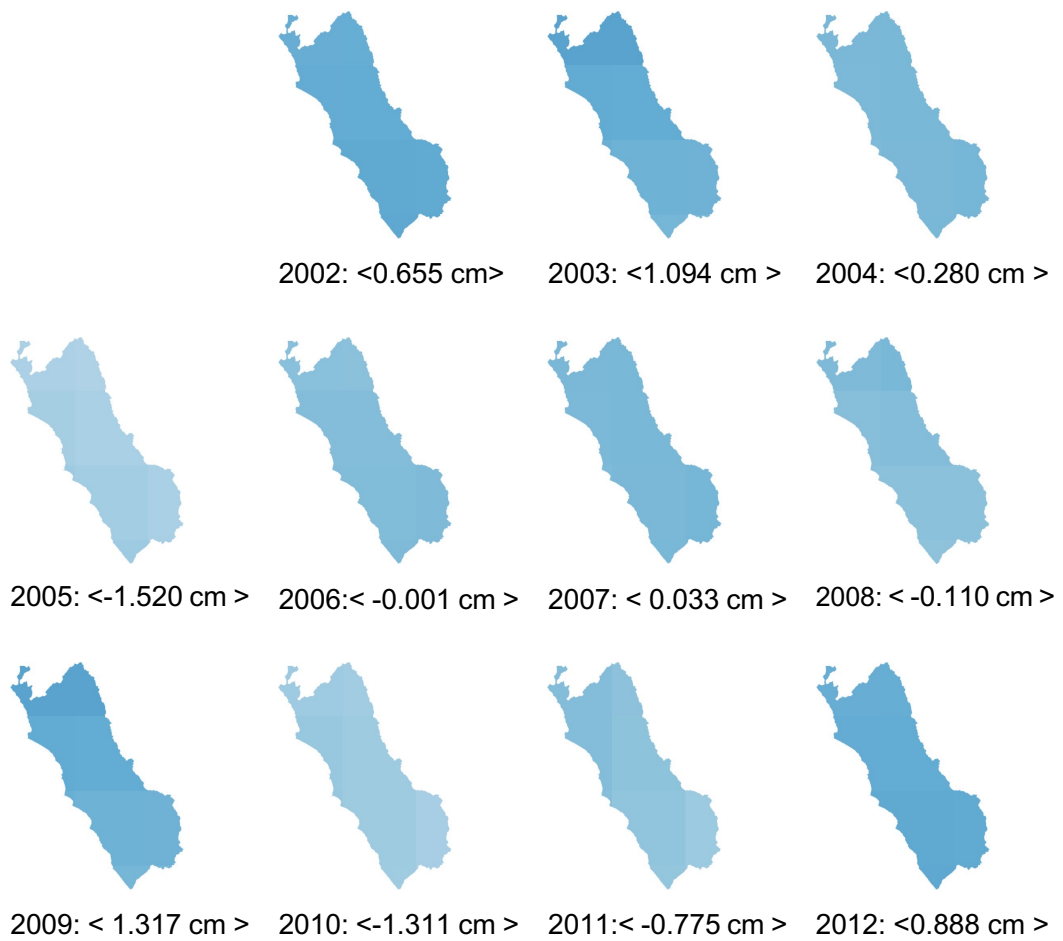 2002: <0.655 cm>
2003: <1.094 cm >
2004: <0.280 cm >
2005: <-1.520 cm >
2006:< -0.001 cm >
2007: < 0.033 cm >
2008: < -0.110 cm >
2009: < 1.317 cm >
2010: <-1.311 cm >
2011:< -0.775 cm >
2012: <0.888 cm >